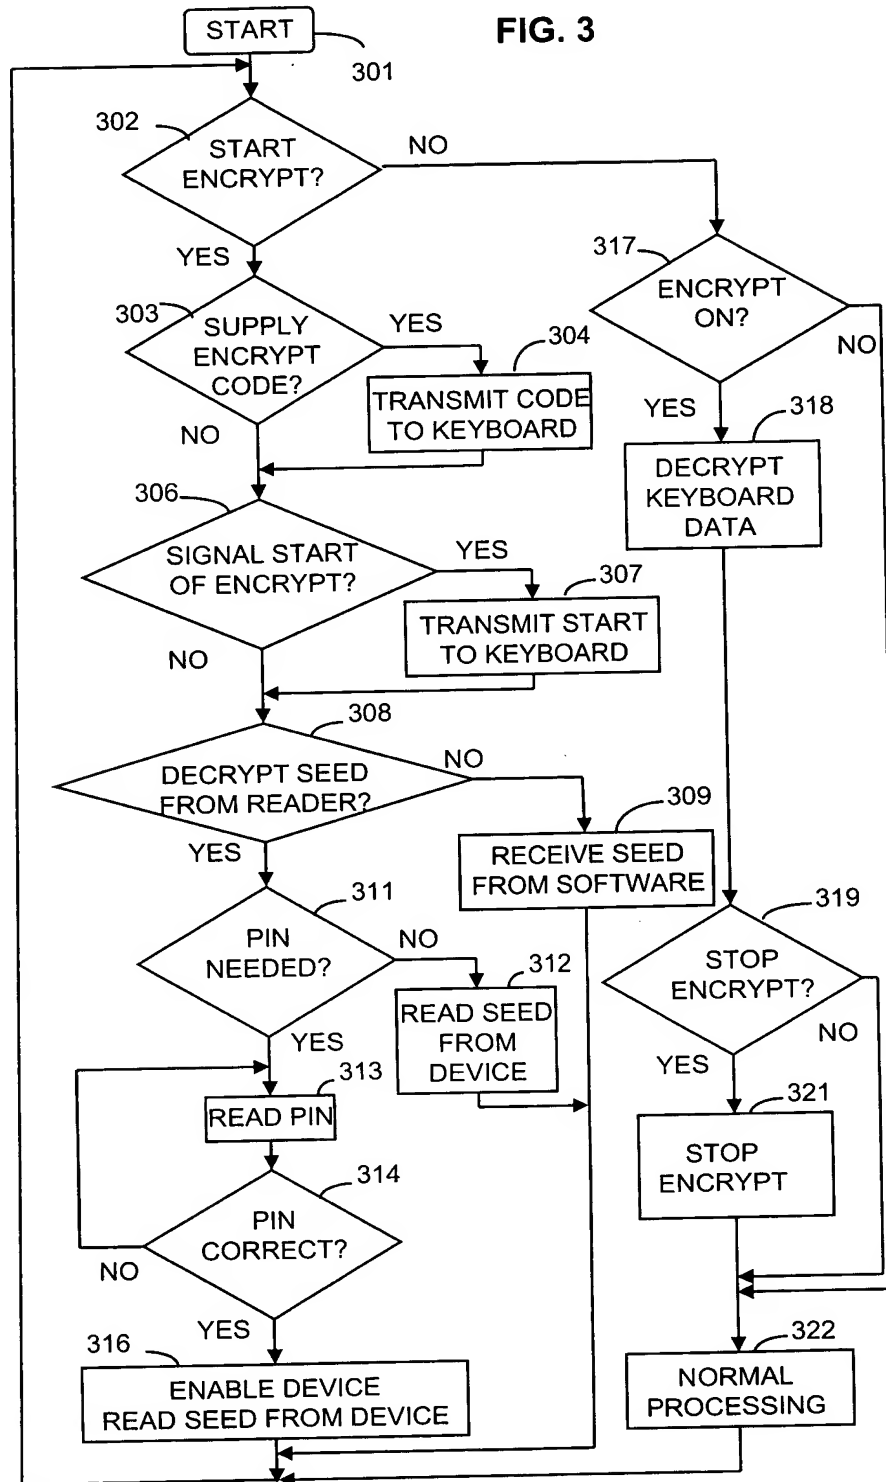 FIG. 3
START
301
302
START
ENCRYPT?
NO
YES
317
ENCRYPT
ON?
NO
YES
303
SUPPLY
ENCRYPT
CODE?
YES
NO
304
TRANSMIT CODE
TO KEYBOARD
318
DECRYPT
KEYBOARD
DATA
306
SIGNAL START
OF ENCRYPT?
YES
NO
307
TRANSMIT START
TO KEYBOARD
308
DECRYPT SEED
FROM READER?
NO
YES
309
RECEIVE SEED
FROM SOFTWARE
311
PIN
NEEDED?
NO
YES
312
READ SEED
FROM
DEVICE
319
STOP
ENCRYPT?
NO
YES
313
READ PIN
321
STOP
ENCRYPT
314
PIN
CORRECT?
NO
YES
316
ENABLE DEVICE
READ SEED FROM DEVICE
322
NORMAL
PROCESSING